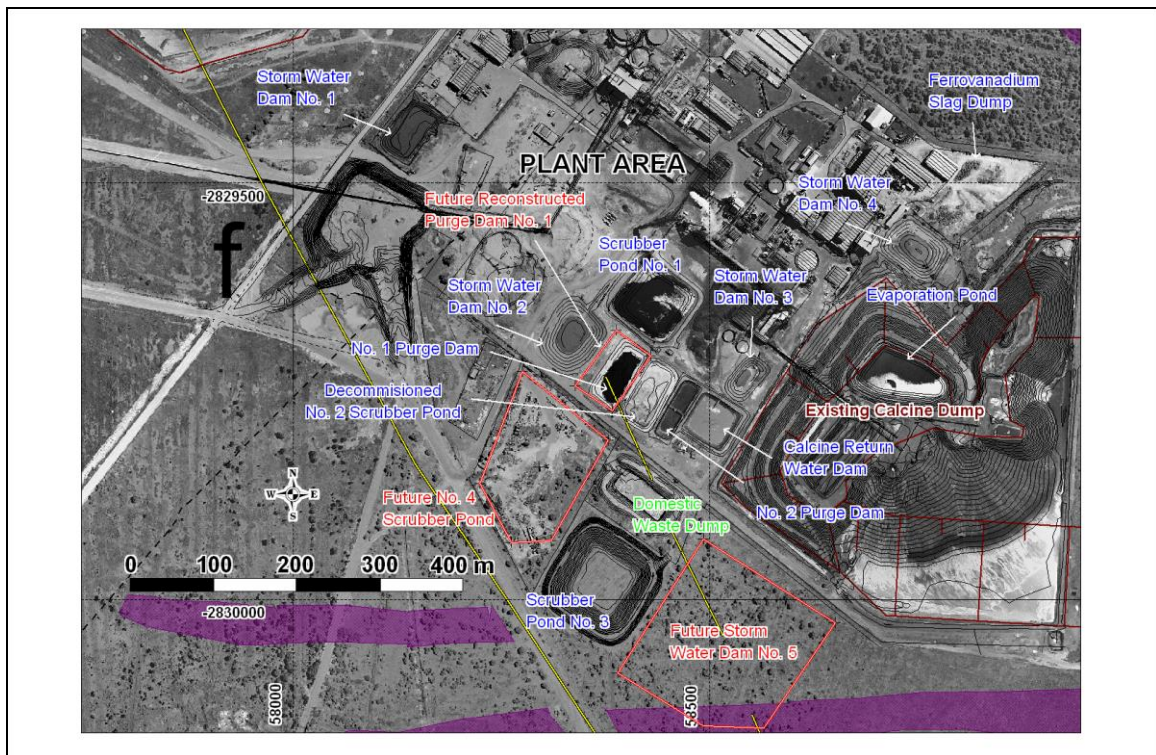 Storm Water
Dam No. 1
Ferrovanadium
Slag Dump
PLANT AREA
-2829500
Future Reconstructed
Purge Dam No. 1
Storm Water
Dam No. 4
f
Scrubber
Pond No. 1
Storm Water
Dam No. 2
Storm Water
Dam No. 3
Evaporation Pond
No. 1 Purge Dam
Decommisioned
No. 2 Scrubber Pond
Existing Calcine Dump
Calcine Return
Water Dam
N
W E
S
Future No. 4
Scrubber Pond
Domestic
Waste Dump
No. 2 Purge Dam
0 100 200 300 400 m
-2830000
Scrubber
Pond No. 3
Future Storm
Water Dam No. 5
58000
58500